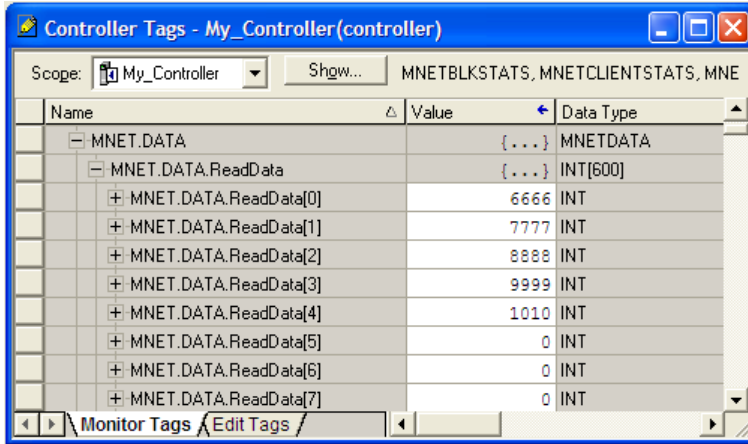 Controller Tags - My_Controller(controller)
Scope: My_Controller Show... MNETBLKSTATS, MNETCLIENTSTATS, MNE
Name Value Data Type
MNET.DATA {...} MNETDATA
MNET.DATA.ReadData {...} INT[600]
MNET.DATA.ReadData[0] 6666 INT
MNET.DATA.ReadData[1] 7777 INT
MNET.DATA.ReadData[2] 8888 INT
MNET.DATA.ReadData[3] 9999 INT
MNET.DATA.ReadData[4] 1010 INT
MNET.DATA.ReadData[5] 0 INT
MNET.DATA.ReadData[6] 0 INT
MNET.DATA.ReadData[7] 0 INT
Monitor Tags Edit Tags